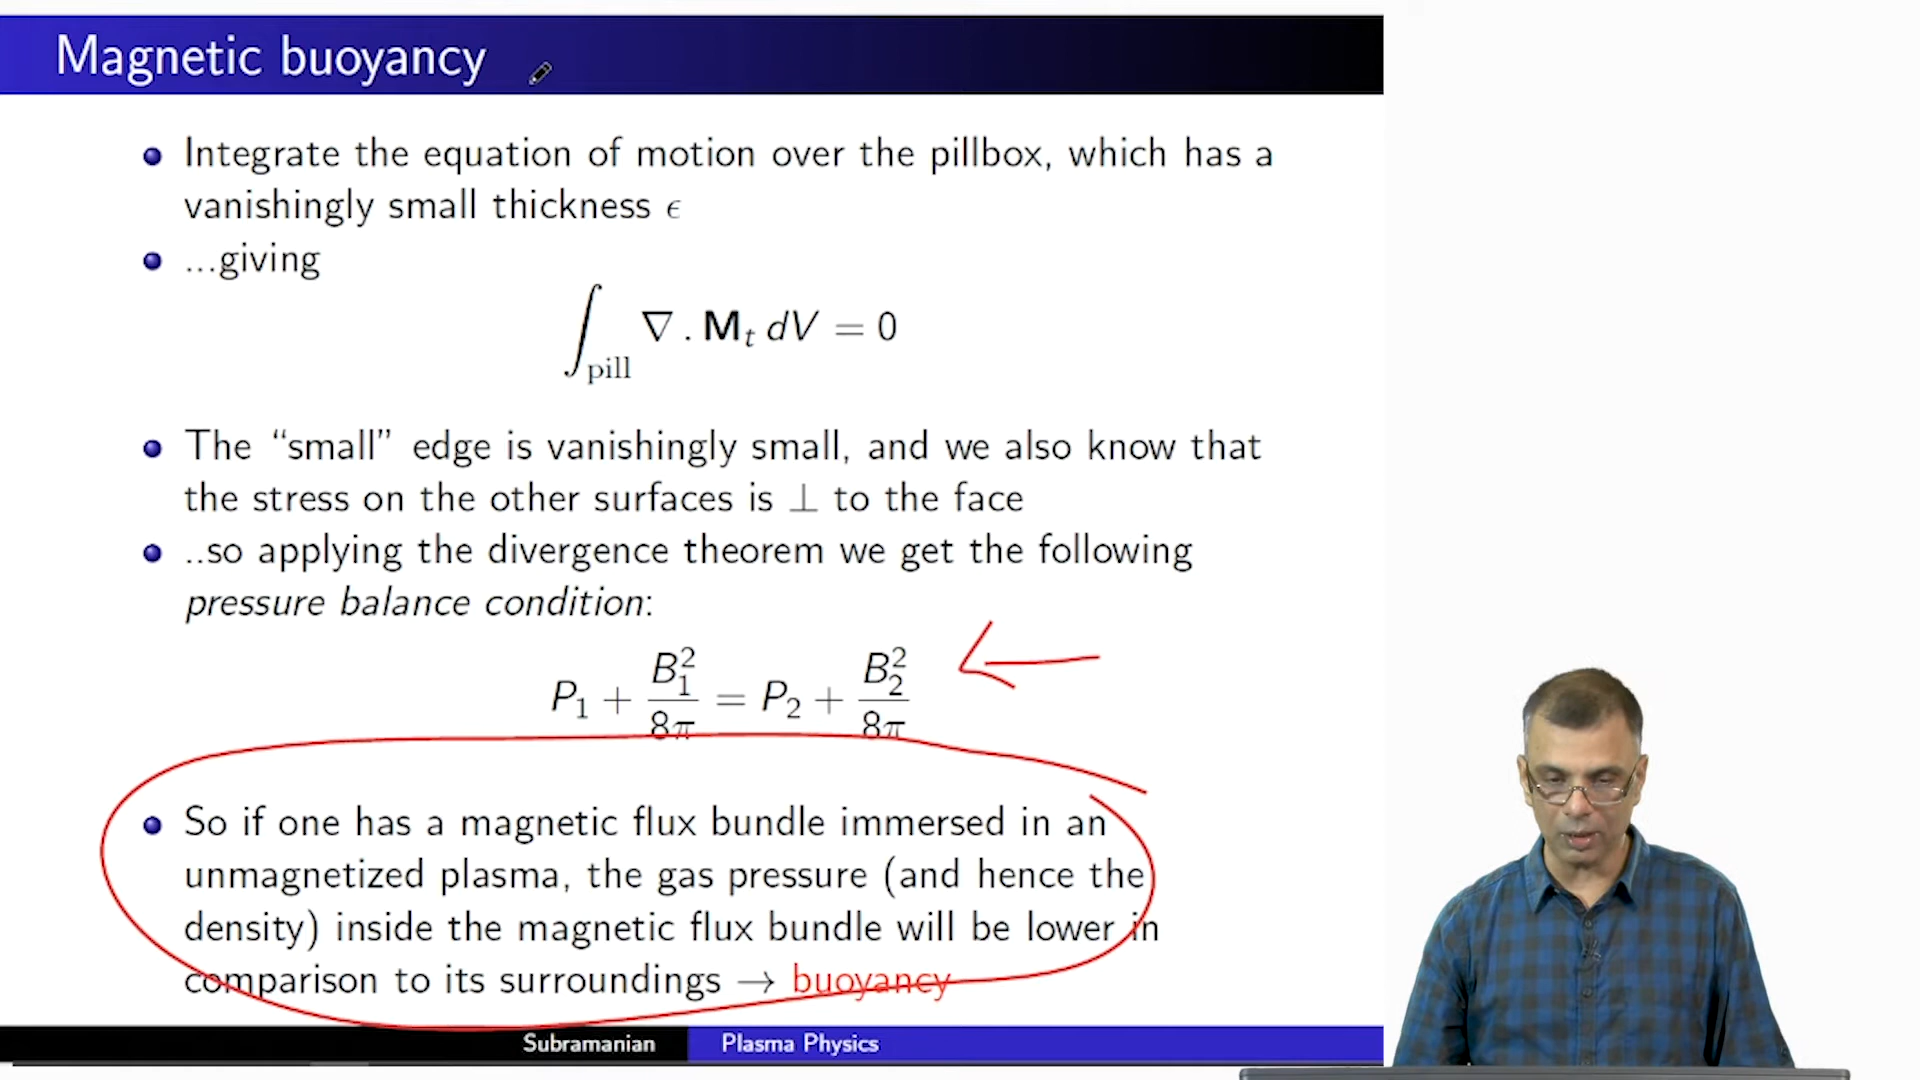 Magnetic buoyancy
Integrate the equation of motion over the pillbox, which has a
vanishingly small thickness ϵ
...giving
∫_pill ∇ . M_t dV = 0
The “small” edge is vanishingly small, and we also know that
the stress on the other surfaces is ⊥ to the face
..so applying the divergence theorem we get the following
pressure balance condition:
P₁ + B₁²/8π = P₂ + B₂²/8π
So if one has a magnetic flux bundle immersed in an
unmagnetized plasma, the gas pressure (and hence the
density) inside the magnetic flux bundle will be lower in
comparison to its surroundings → buoyancy
Subramanian Plasma Physics